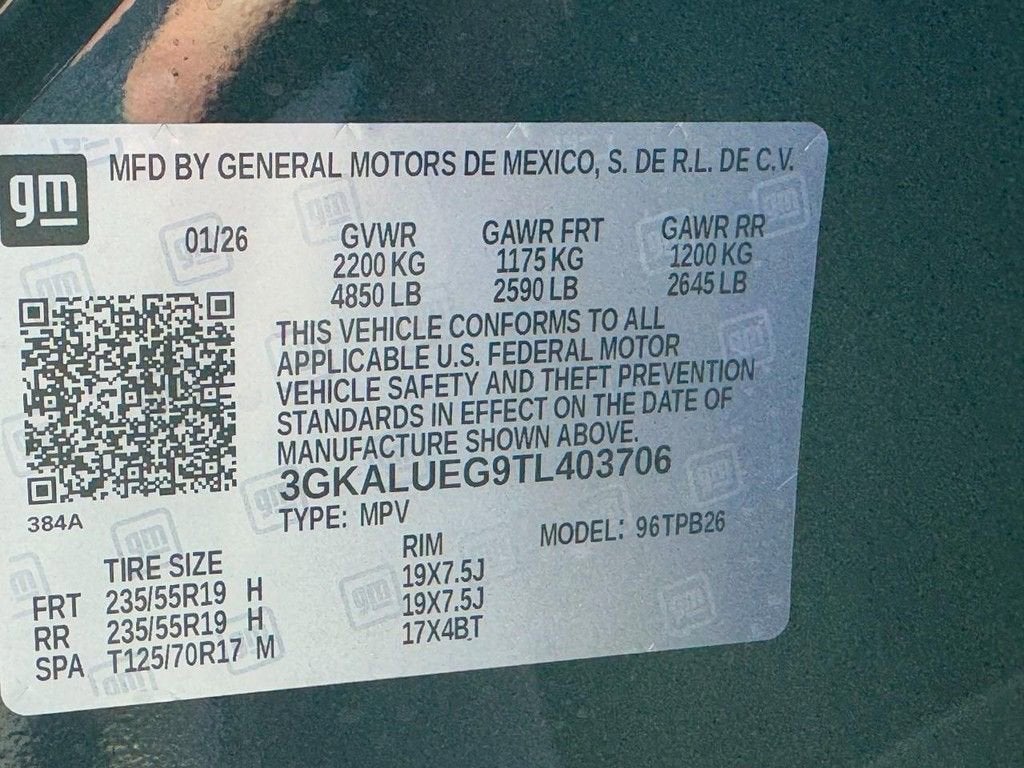 gm
MFD BY GENERAL MOTORS DE MEXICO, S. DE R.L. DE C.V.
01/26 GVWR GAWR FRT GAWR RR
2200 KG 1175 KG 1200 KG
4850 LB 2590 LB 2645 LB
THIS VEHICLE CONFORMS TO ALL
APPLICABLE U.S. FEDERAL MOTOR
VEHICLE SAFETY AND THEFT PREVENTION
STANDARDS IN EFFECT ON THE DATE OF
MANUFACTURE SHOWN ABOVE.
3GKALUEG9TL403706
384A
TYPE: MPV MODEL: 96TPB26
TIRE SIZE RIM
FRT 235/55R19 H 19X7.5J
RR 235/55R19 H 19X7.5J
SPA T125/70R17 M 17X4BT